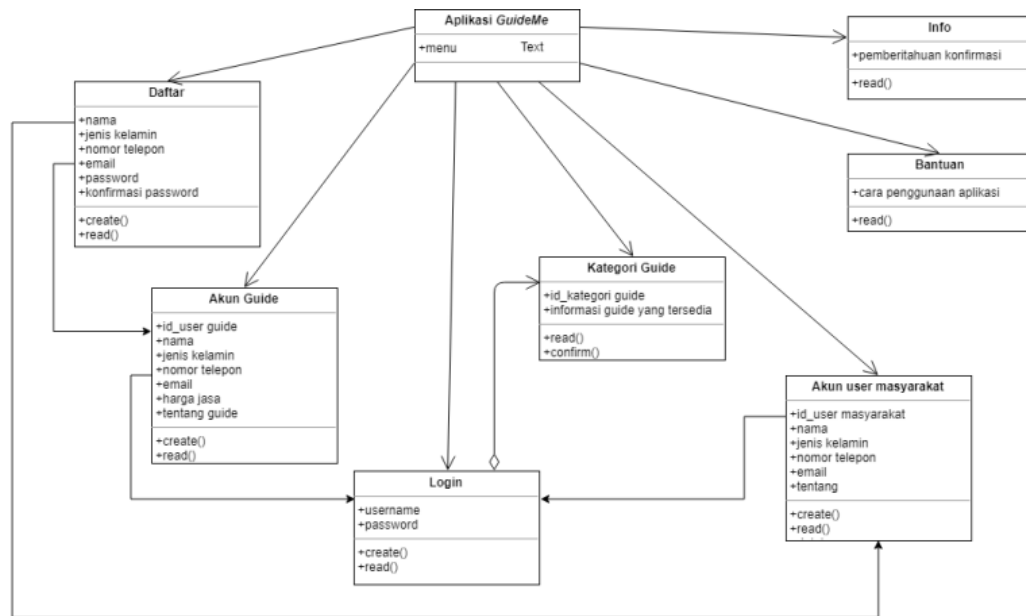 Aplikasi GuideMe
+menu Text
Info
+pemberitahuan konfirmasi
+read()
Daftar
+nama
+jenis kelamin
+nomor telepon
+email
+password
+konfirmasi password
+create()
+read()
Bantuan
+cara penggunaan aplikasi
+read()
Kategori Guide
+id_kategori guide
+informasi guide yang tersedia
+read()
+confirm()
Akun Guide
+id_user guide
+nama
+jenis kelamin
+nomor telepon
+email
+harga jasa
+tentang guide
+create()
+read()
Akun user masyarakat
+id_user masyarakat
+nama
+jenis kelamin
+nomor telepon
+email
+tentang
+create()
+read()
Login
+username
+password
+create()
+read()